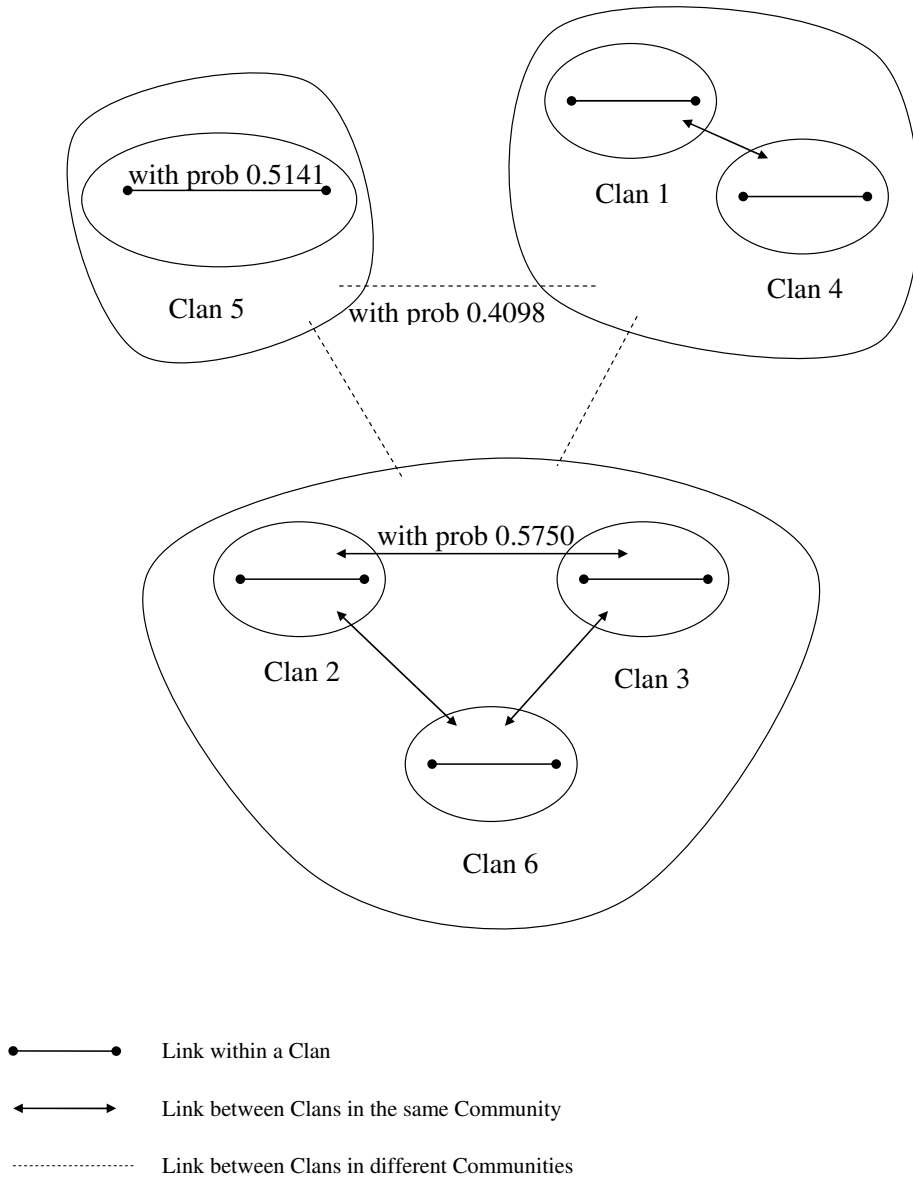 with prob 0.5141
Clan 5
Clan 1
Clan 4
with prob 0.4098
with prob 0.5750
Clan 2
Clan 3
Clan 6
Link within a Clan
Link between Clans in the same Community
Link between Clans in different Communities